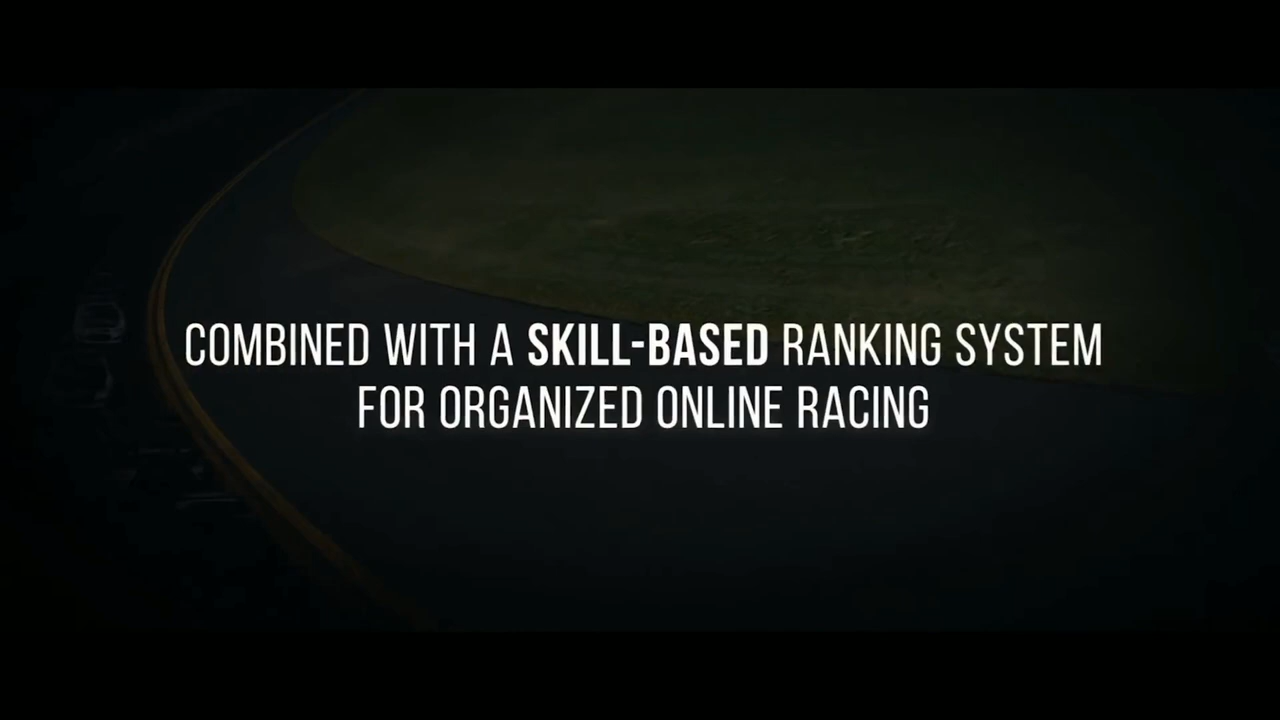 COMBINED WITH A SKILL-BASED RANKING SYSTEM
FOR ORGANIZED ONLINE RACING